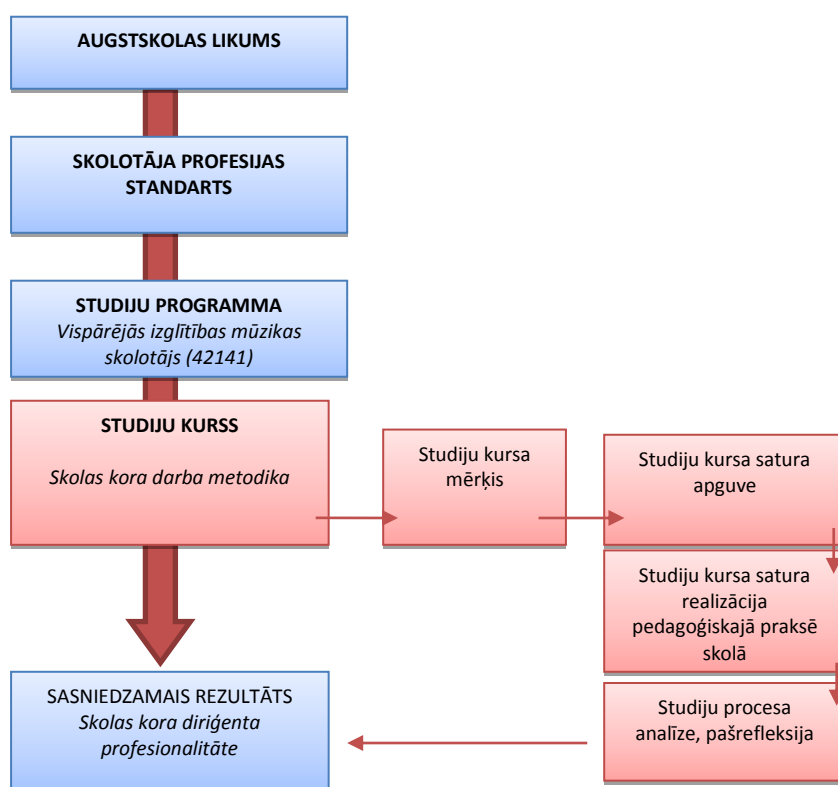 AUGSTSKOLAS LIKUMS
SKOLOTĀJA PROFESIJAS
STANDARTS
STUDIJU PROGRAMMA
Vispārējās izglītības mūzikas
skolotājs (42141)
STUDIJU KURSS
Skolas kora darba metodika
Studiju kursa
mērķis
Studiju kursa satura
apguve
Studiju kursa satura
realizācija
pedagoģiskajā praksē
skolā
Studiju procesa
analīze, pašrefleksija
SASNIEDZAMAIS REZULTĀTS
Skolas kora diriģenta
profesionalitāte